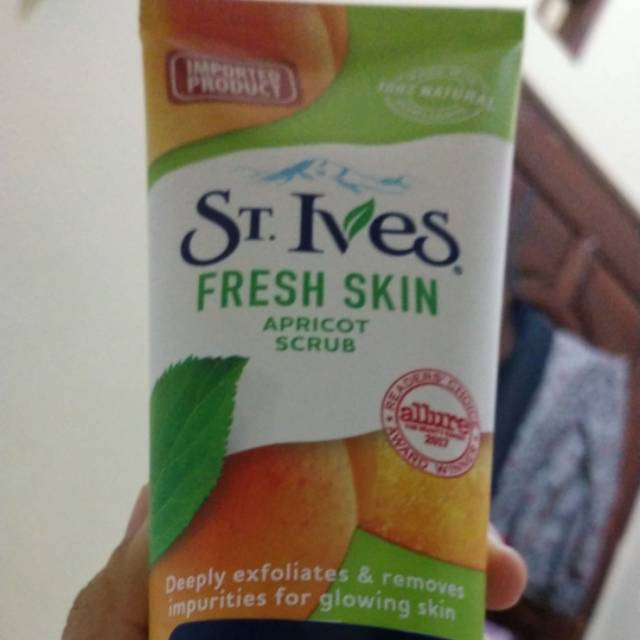 IMPORTED
PRODUCT
100% NATURAL
ST. IVES
FRESH SKIN
APRICOT
SCRUB
READERS' CHOICE
allure
2017
AWARD WINNER
Deeply exfoliates & removes
impurities for glowing skin